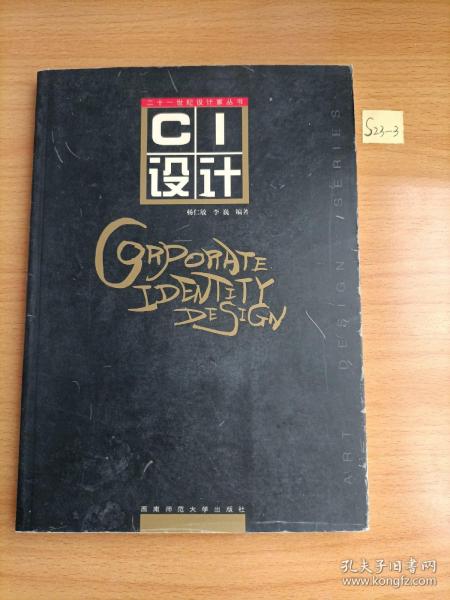 二十一世纪设计家丛书
CI
设计
杨仁敏 李巍 编著
CORPORATE
IDENTITY
DESIGN
ART DESIGN /SERIES
西南师范大学出版社
S23-3
孔夫子旧书网
www.kongfz.com